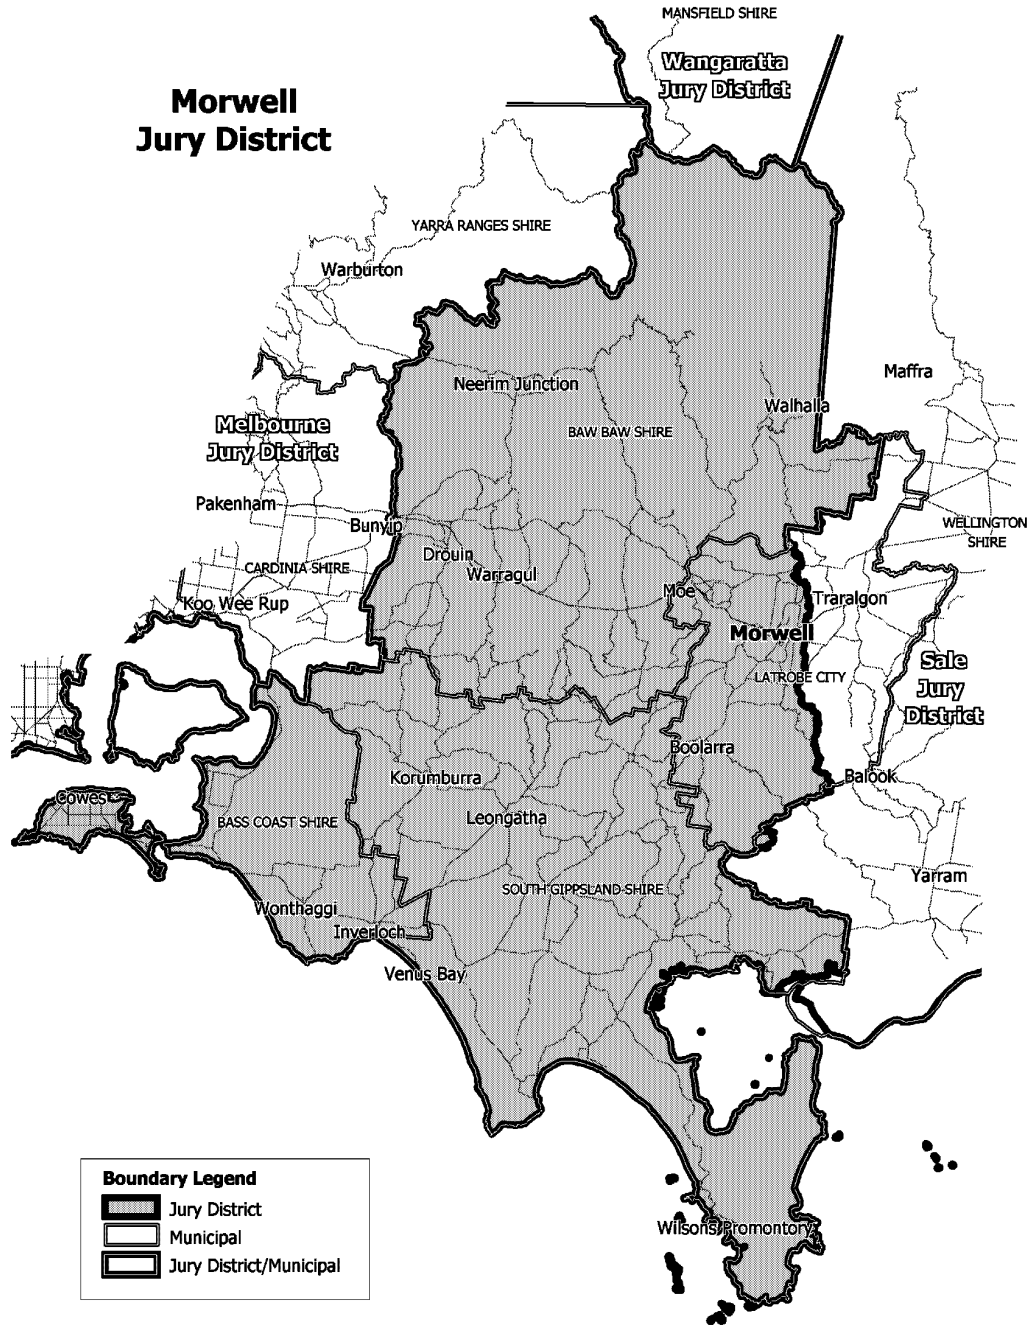 MANSFIELD SHIRE
Wangaratta
Jury District
Morwell
Jury District
YARRA RANGES SHIRE
Warburton
Maffra
Neerim Junction
Walhalla
Melbourne
Jury District
BAW BAW SHIRE
Pakenham
Bunyip
WELLINGTON
SHIRE
Drouin
CARDINIA SHIRE
Warragul
Moe
Koo Wee Rup
Traralgon
Morwell
Sale
Jury
District
LATROBE CITY
Boolarra
Korumburra
Balook
Cowes
BASS COAST SHIRE
Leongatha
Yarram
SOUTH GIPPSLAND SHIRE
Wonthaggi
Inverloch
Venus Bay
Wilsons Promontory
Boundary Legend
Jury District
Municipal
Jury District/Municipal